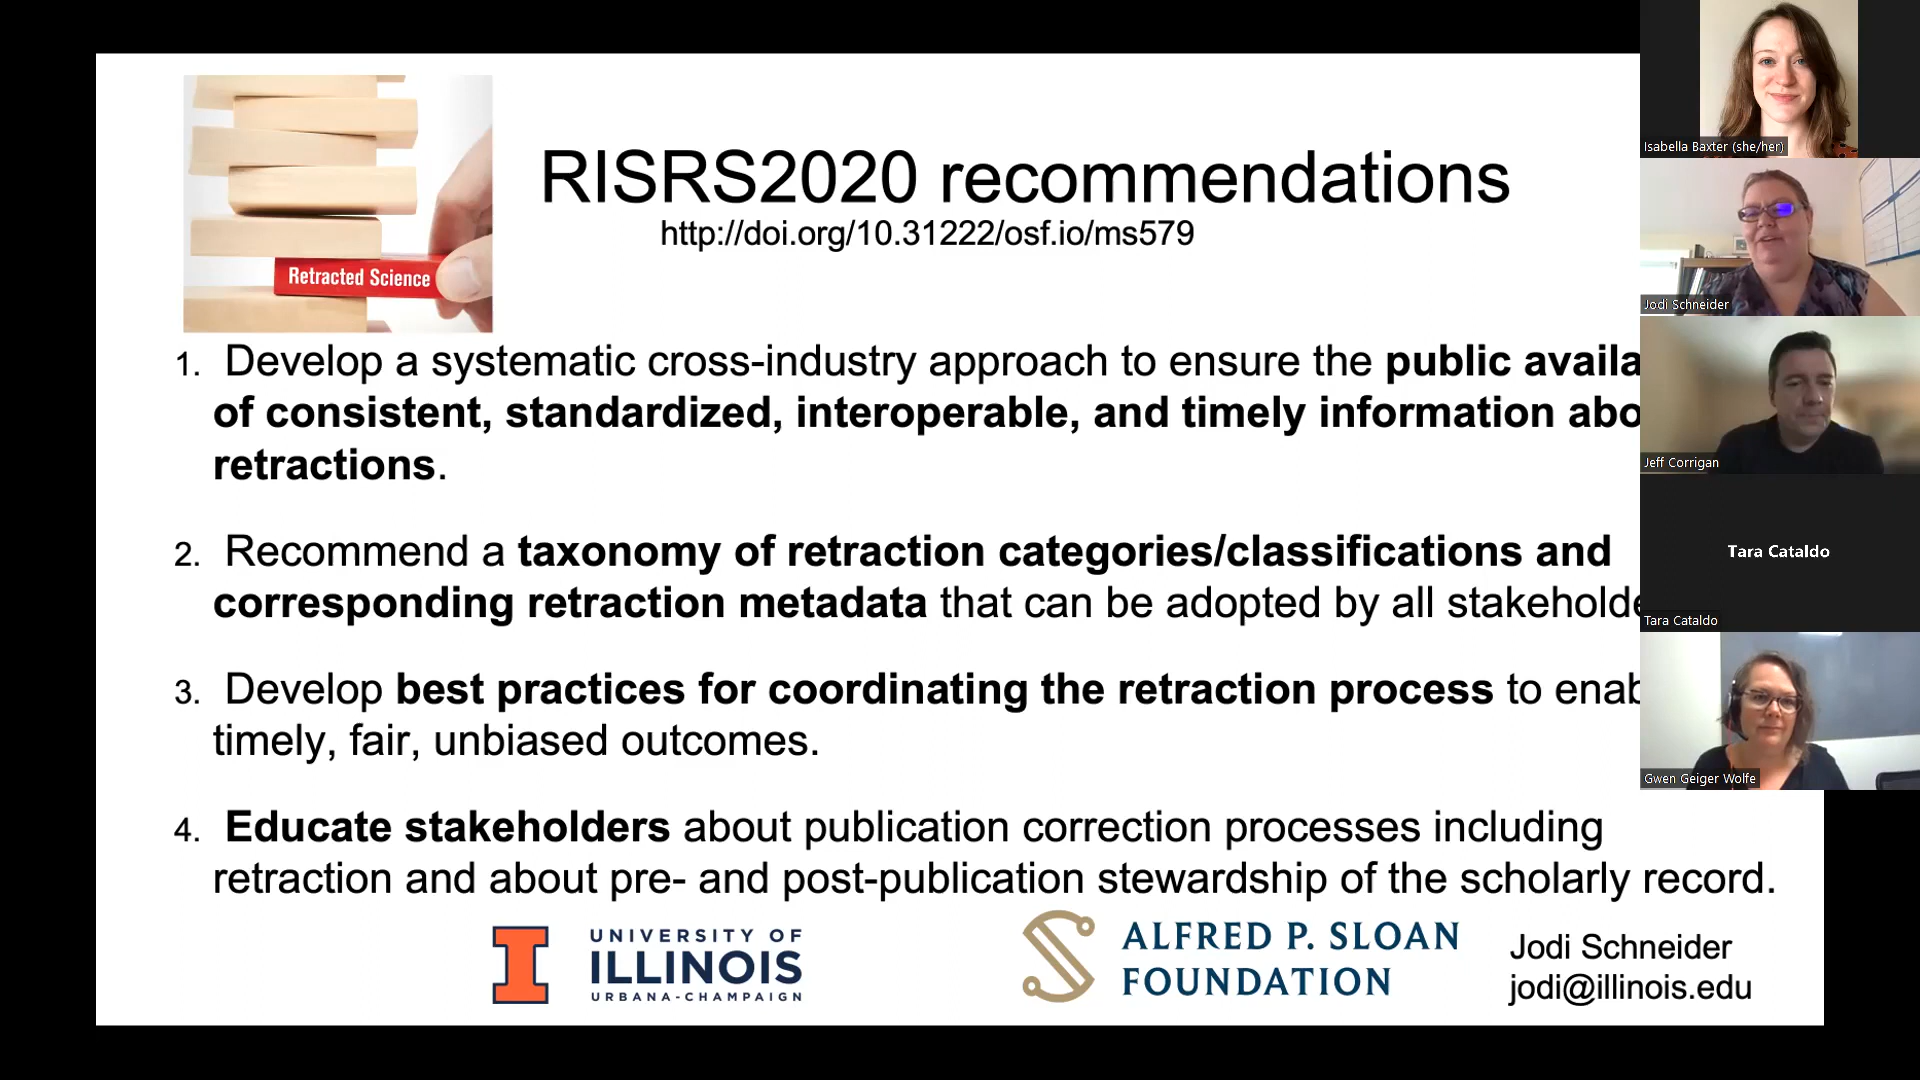 Retracted Science
RISRS2020 recommendations
http://doi.org/10.31222/osf.io/ms579
1. Develop a systematic cross-industry approach to ensure the public availa
of consistent, standardized, interoperable, and timely information abo
retractions.
2. Recommend a taxonomy of retraction categories/classifications and
corresponding retraction metadata that can be adopted by all stakeholde
3. Develop best practices for coordinating the retraction process to enab
timely, fair, unbiased outcomes.
4. Educate stakeholders about publication correction processes including
retraction and about pre- and post-publication stewardship of the scholarly record.
UNIVERSITY OF
ILLINOIS
URBANA-CHAMPAIGN
ALFRED P. SLOAN
FOUNDATION
Jodi Schneider
jodi@illinois.edu
Isabella Baxter (she/her)
Jodi Schneider
Jeff Corrigan
Tara Cataldo
Tara Cataldo
Gwen Geiger Wolfe